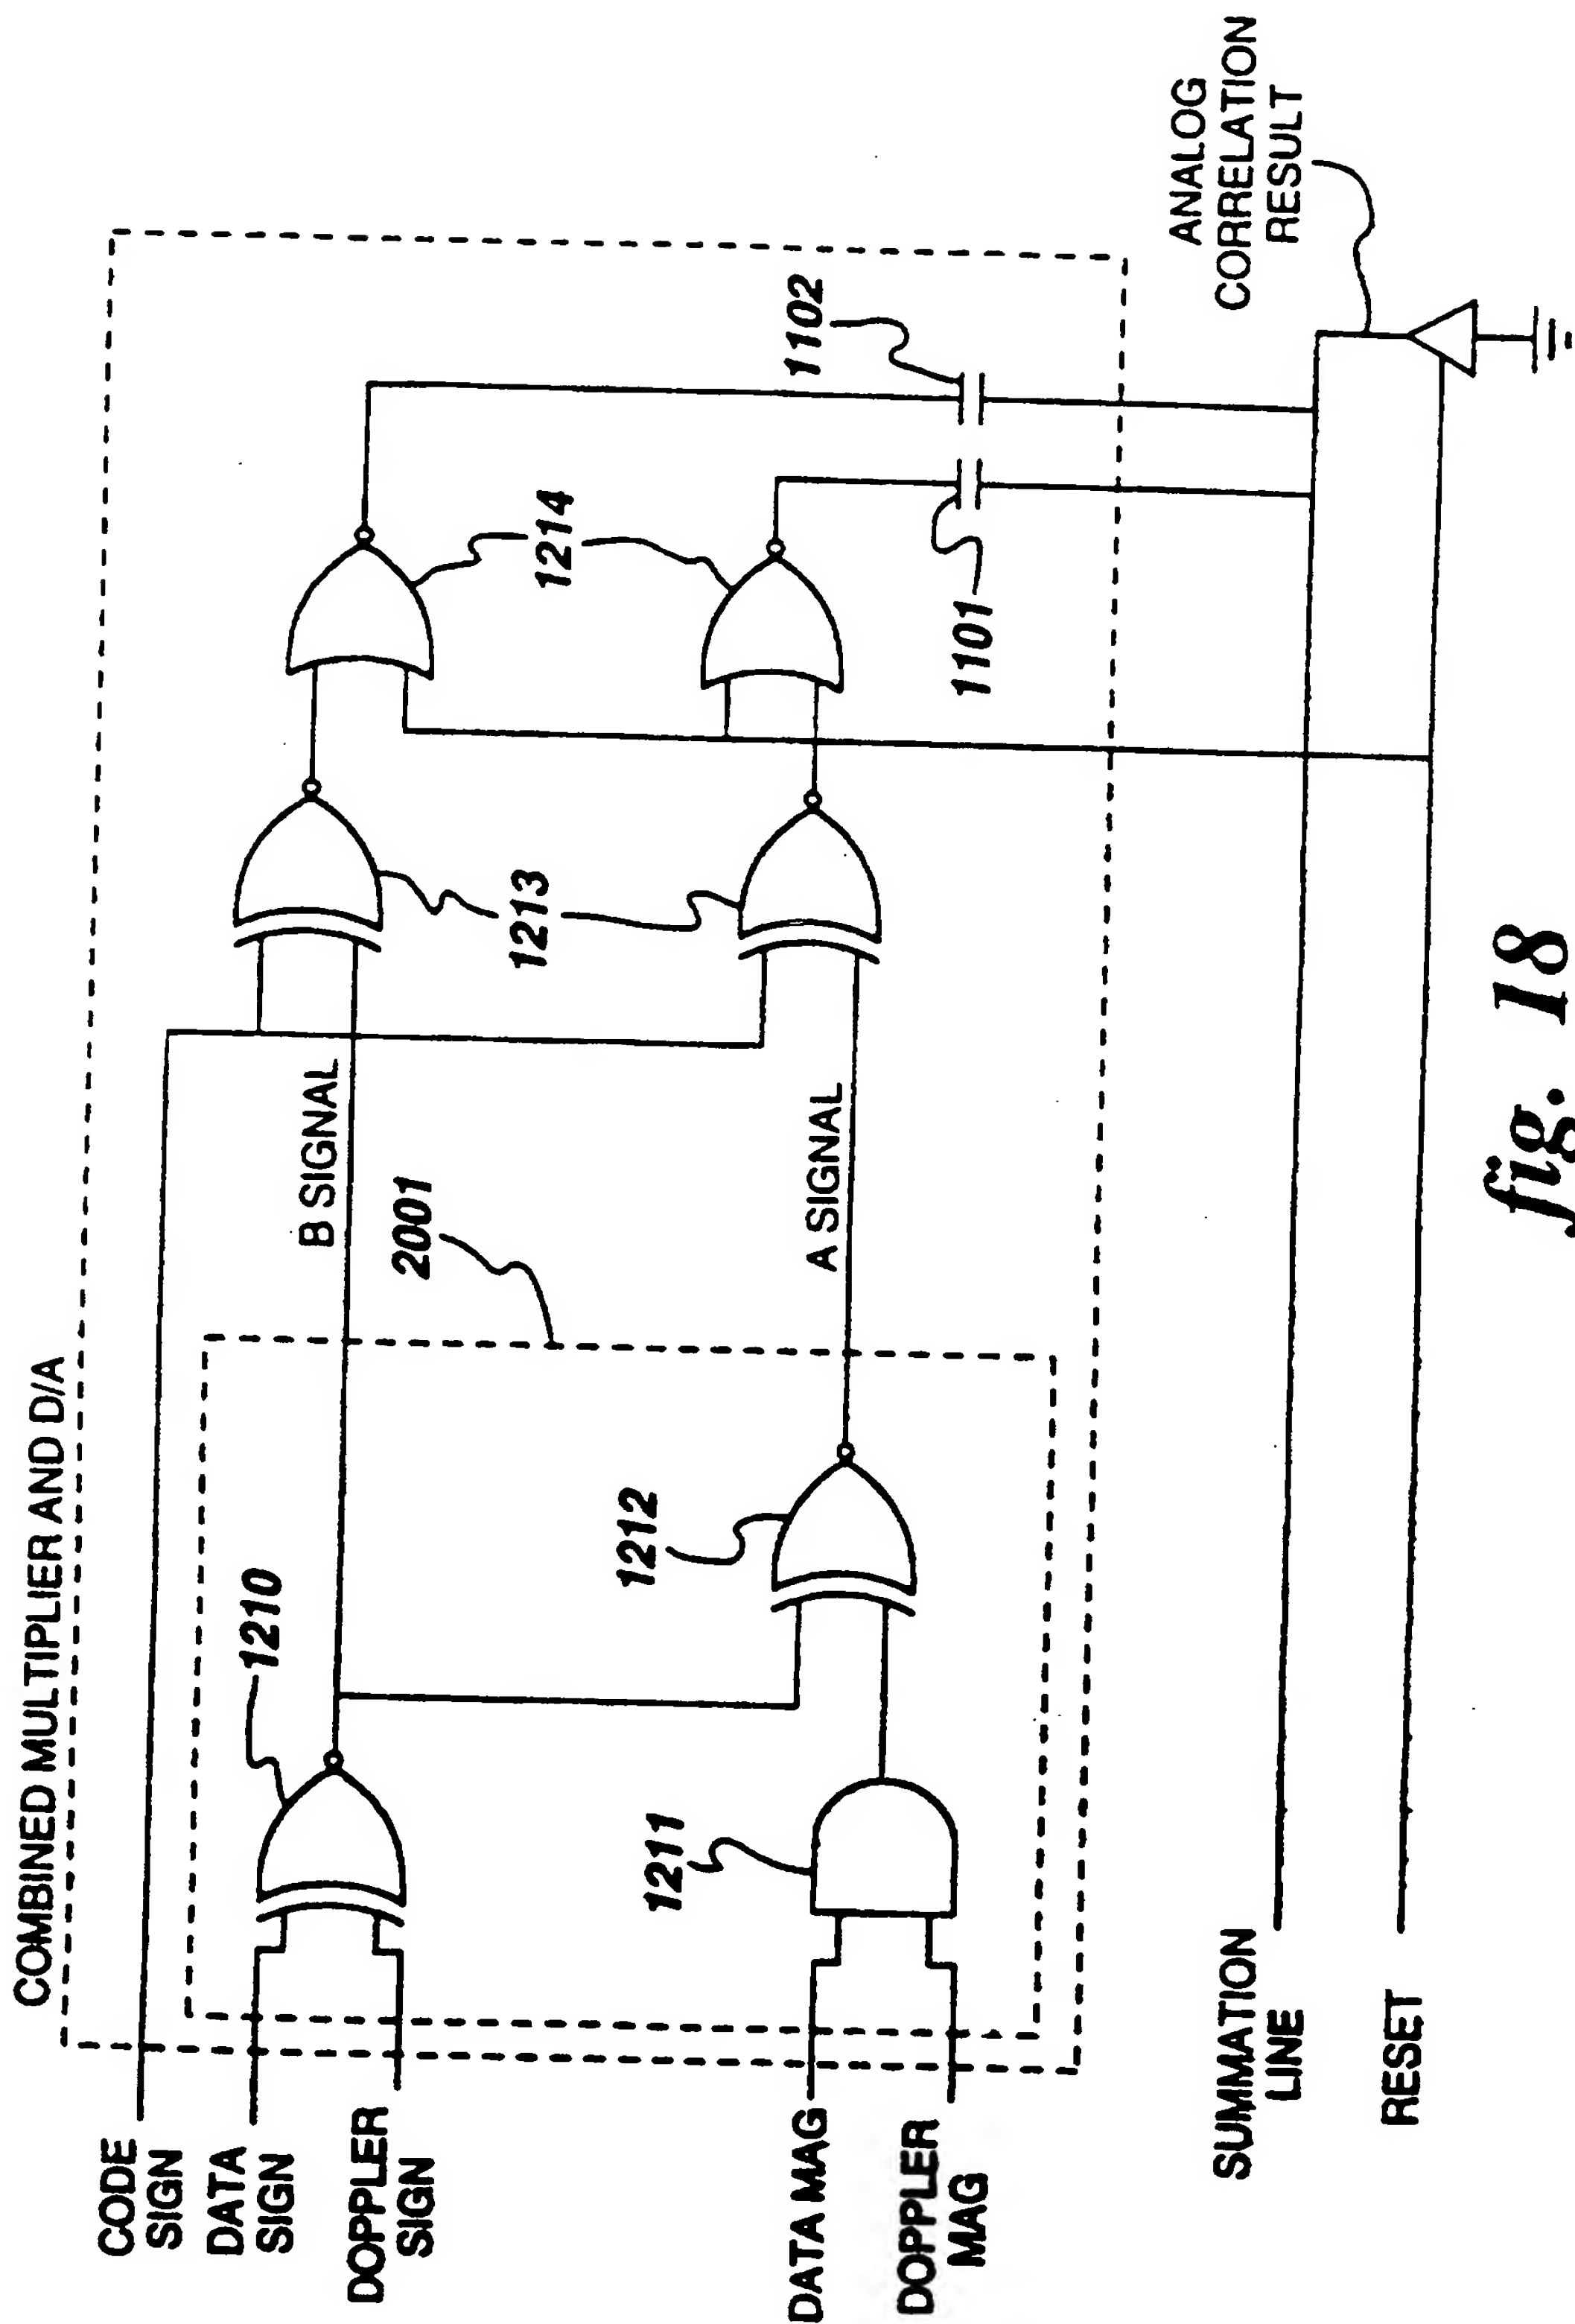 COMBINED MULTIPLIER AND D/A
CODE
SIGN
DATA
SIGN
DOPPLER
SIGN
DATA MAG
DOPPLER
MAG
SUMMATION
LINE
RESET
1210
1211
1212
2001
B SIGNAL
A SIGNAL
1213
1214
1101
1102
ANALOG
CORRELATION
RESULT
fig. 18